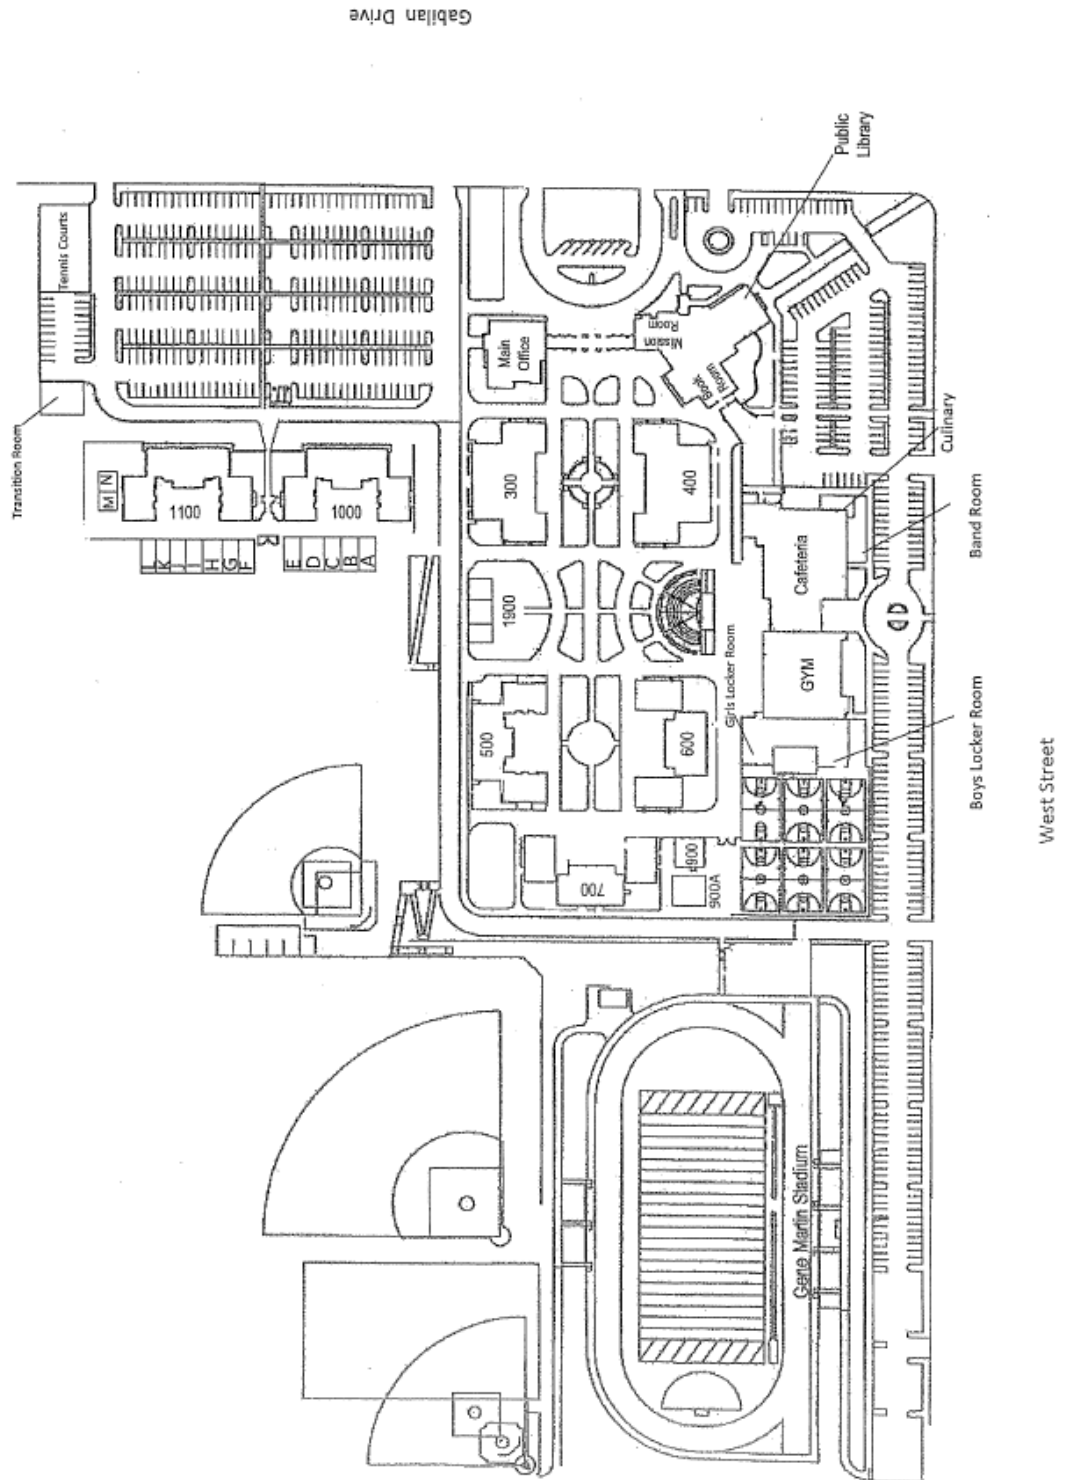 Gabilan Drive
Public
Library
Tennis Courts
Mission
Room
Main
Office
Book
Room
Transition Room
Culinary
M N
1100
1000
300
400
Cafeteria
Band Room
L
K
J
I
H
G
F
E
D
C
B
A
1900
Girls Locker Room
GYM
Boys Locker Room
500
600
West Street
700
900
900A
Gene Martin Stadium